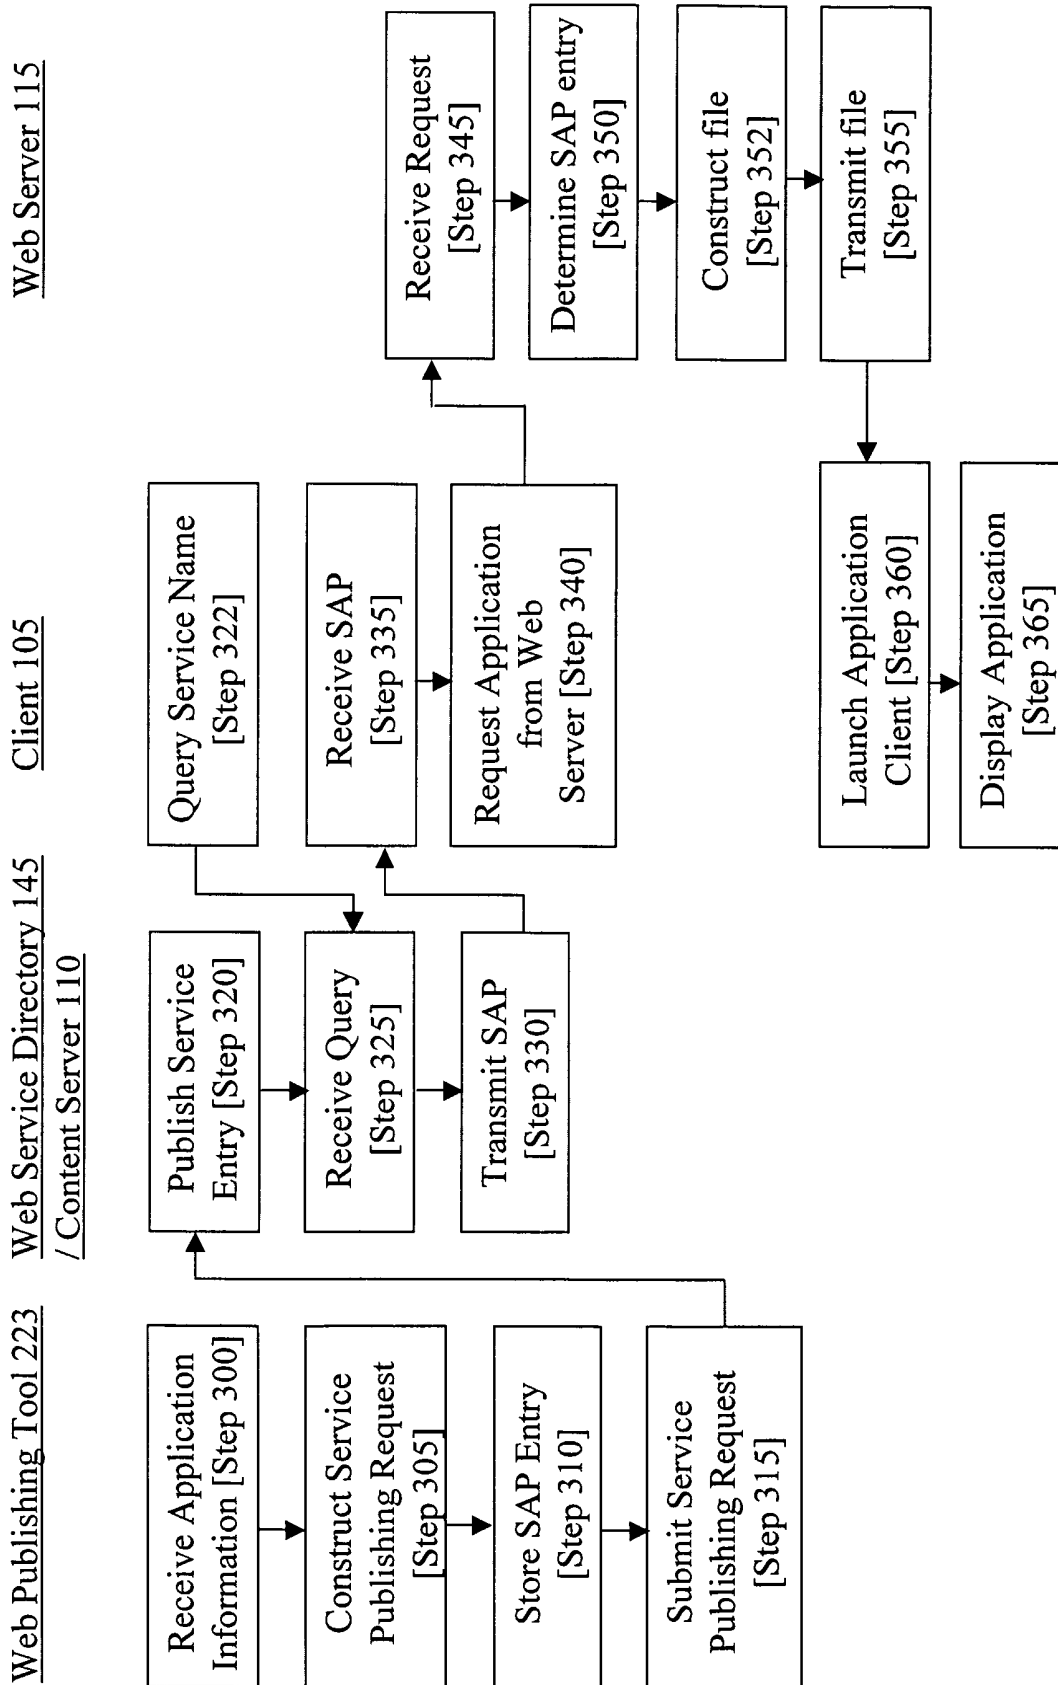 Web Publishing Tool 223
Receive Application
Information [Step 300]
Construct Service
Publishing Request
[Step 305]
Store SAP Entry
[Step 310]
Submit Service
Publishing Request
[Step 315]
Web Service Directory 145
/ Content Server 110
Publish Service
Entry [Step 320]
Receive Query
[Step 325]
Transmit SAP
[Step 330]
Client 105
Query Service Name
[Step 322]
Receive SAP
[Step 335]
Request Application
from Web
Server [Step 340]
Launch Application
Client [Step 360]
Display Application
[Step 365]
Web Server 115
Receive Request
[Step 345]
Determine SAP entry
[Step 350]
Construct file
[Step 352]
Transmit file
[Step 355]